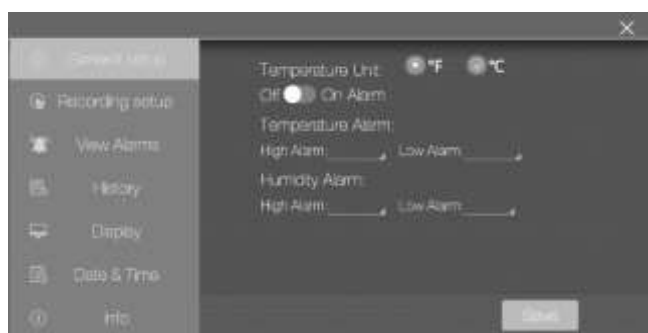 General setup
Recording setup
View Alarms
History
Display
Date & Time
Info
Temperature Unit: °F °C
Off On Alarm
Temperature Alarm:
High Alarm: Low Alarm:
Humidity Alarm:
High Alarm: Low Alarm:
Save